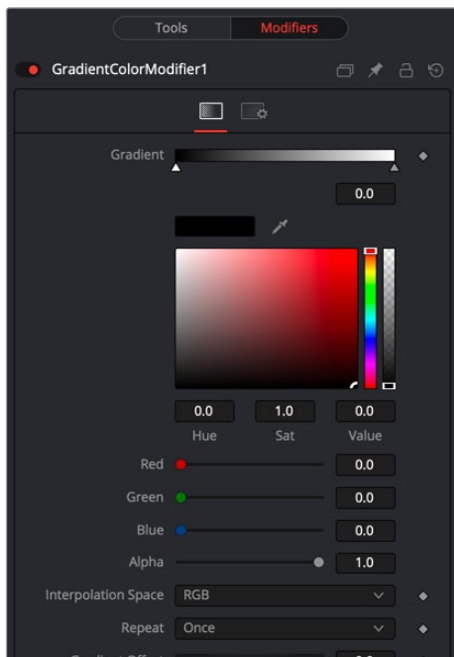 Tools Modifiers
GradientColorModifier1
Gradient
0.0
0.0 1.0 0.0
Hue Sat Value
Red 0.0
Green 0.0
Blue 0.0
Alpha 1.0
Interpolation Space RGB
Repeat Once